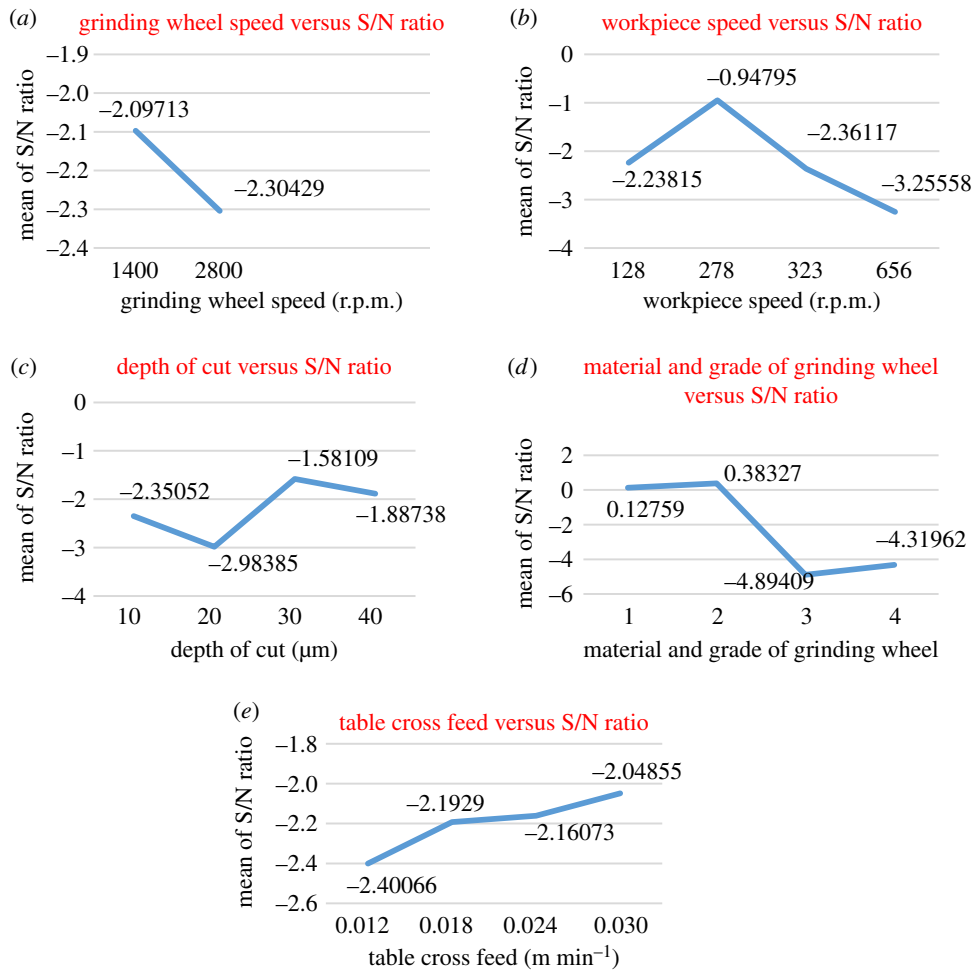 (a) grinding wheel speed versus S/N ratio
mean of S/N ratio
–1.9
–2.0
–2.1
–2.2
–2.3
–2.4
–2.09713
–2.30429
1400 2800
grinding wheel speed (r.p.m.)
(b) workpiece speed versus S/N ratio
mean of S/N ratio
0
–1
–2
–3
–4
–0.94795
–2.36117
–2.23815
–3.25558
128 278 323 656
workpiece speed (r.p.m.)
(c) depth of cut versus S/N ratio
mean of S/N ratio
0
–1
–2
–3
–4
–1.58109
–2.35052
–1.88738
–2.98385
10 20 30 40
depth of cut (µm)
(d) material and grade of grinding wheel
versus S/N ratio
mean of S/N ratio
2
0
–2
–4
–6
0.38327
0.12759
–4.31962
–4.89409
1 2 3 4
material and grade of grinding wheel
(e) table cross feed versus S/N ratio
mean of S/N ratio
–1.8
–2.0
–2.2
–2.4
–2.6
–2.04855
–2.1929
–2.16073
–2.40066
0.012 0.018 0.024 0.030
table cross feed (m min⁻¹)